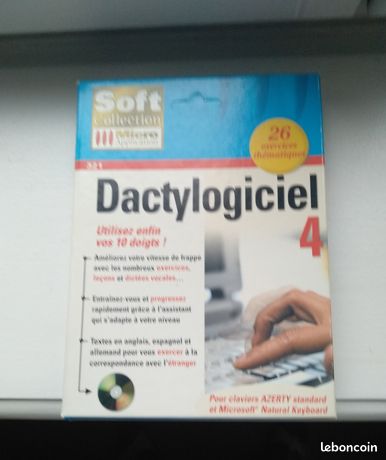 Soft
Collection
Micro
Application
321
26
exercices
thématiques
Dactylogiciel
4
Utilisez enfin
vos 10 doigts !
Améliorez votre vitesse de frappe
avec les nombreux exercices,
leçons et dictées vocales...
Entraînez-vous et progressez
rapidement grâce à l'assistant
qui s'adapte à votre niveau
Textes en anglais, espagnol et
allemand pour vous exercer à la
correspondance avec l'étranger
Pour claviers AZERTY standard
et Microsoft® Natural Keyboard
leboncoin